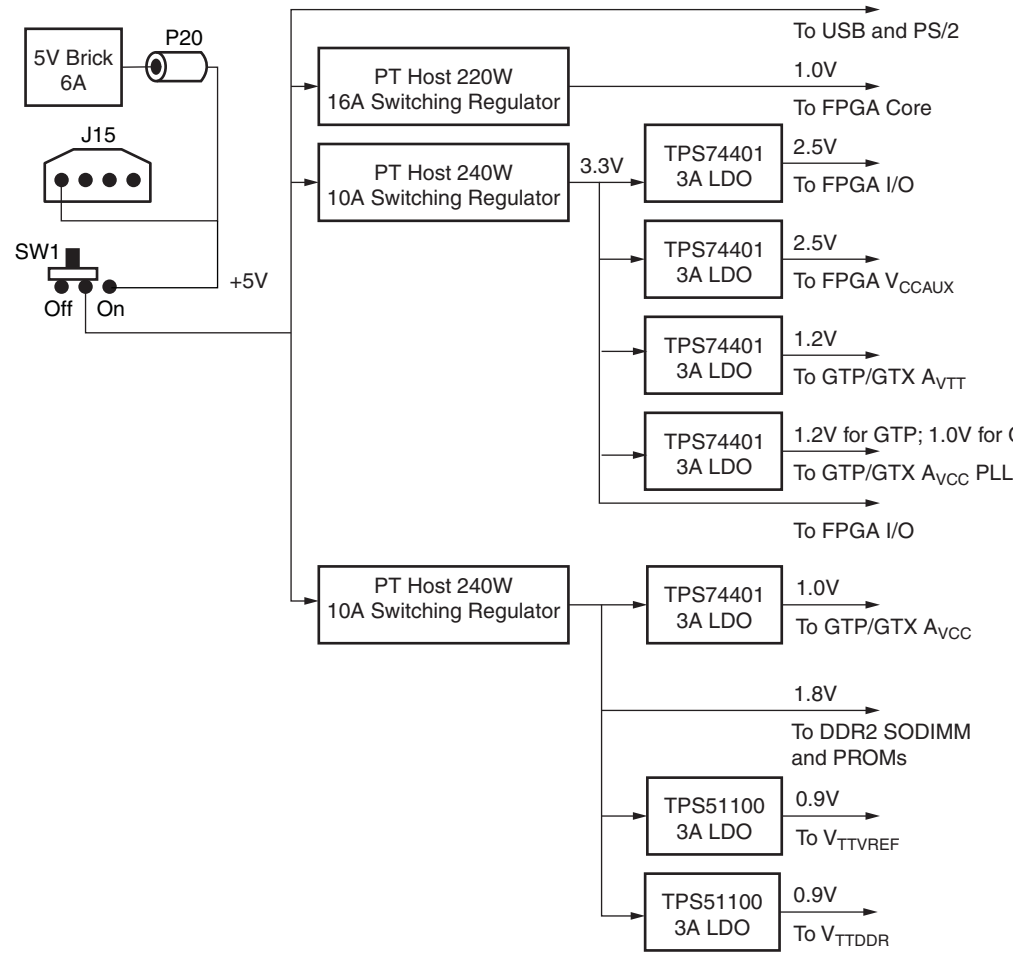 To USB and PS/2
5V Brick
6A
P20
PT Host 220W
16A Switching Regulator
1.0V
To FPGA Core
J15
PT Host 240W
10A Switching Regulator
3.3V
TPS74401
3A LDO
2.5V
To FPGA I/O
SW1
Off
On
+5V
TPS74401
3A LDO
2.5V
To FPGA VCCAUX
TPS74401
3A LDO
1.2V
To GTP/GTX AVTT
TPS74401
3A LDO
1.2V for GTP; 1.0V for
To GTP/GTX AVCC PLL
To FPGA I/O
PT Host 240W
10A Switching Regulator
TPS74401
3A LDO
1.0V
To GTP/GTX AVCC
1.8V
To DDR2 SODIMM
and PROMs
TPS51100
3A LDO
0.9V
To VTTVREF
TPS51100
3A LDO
0.9V
To VTTDDR